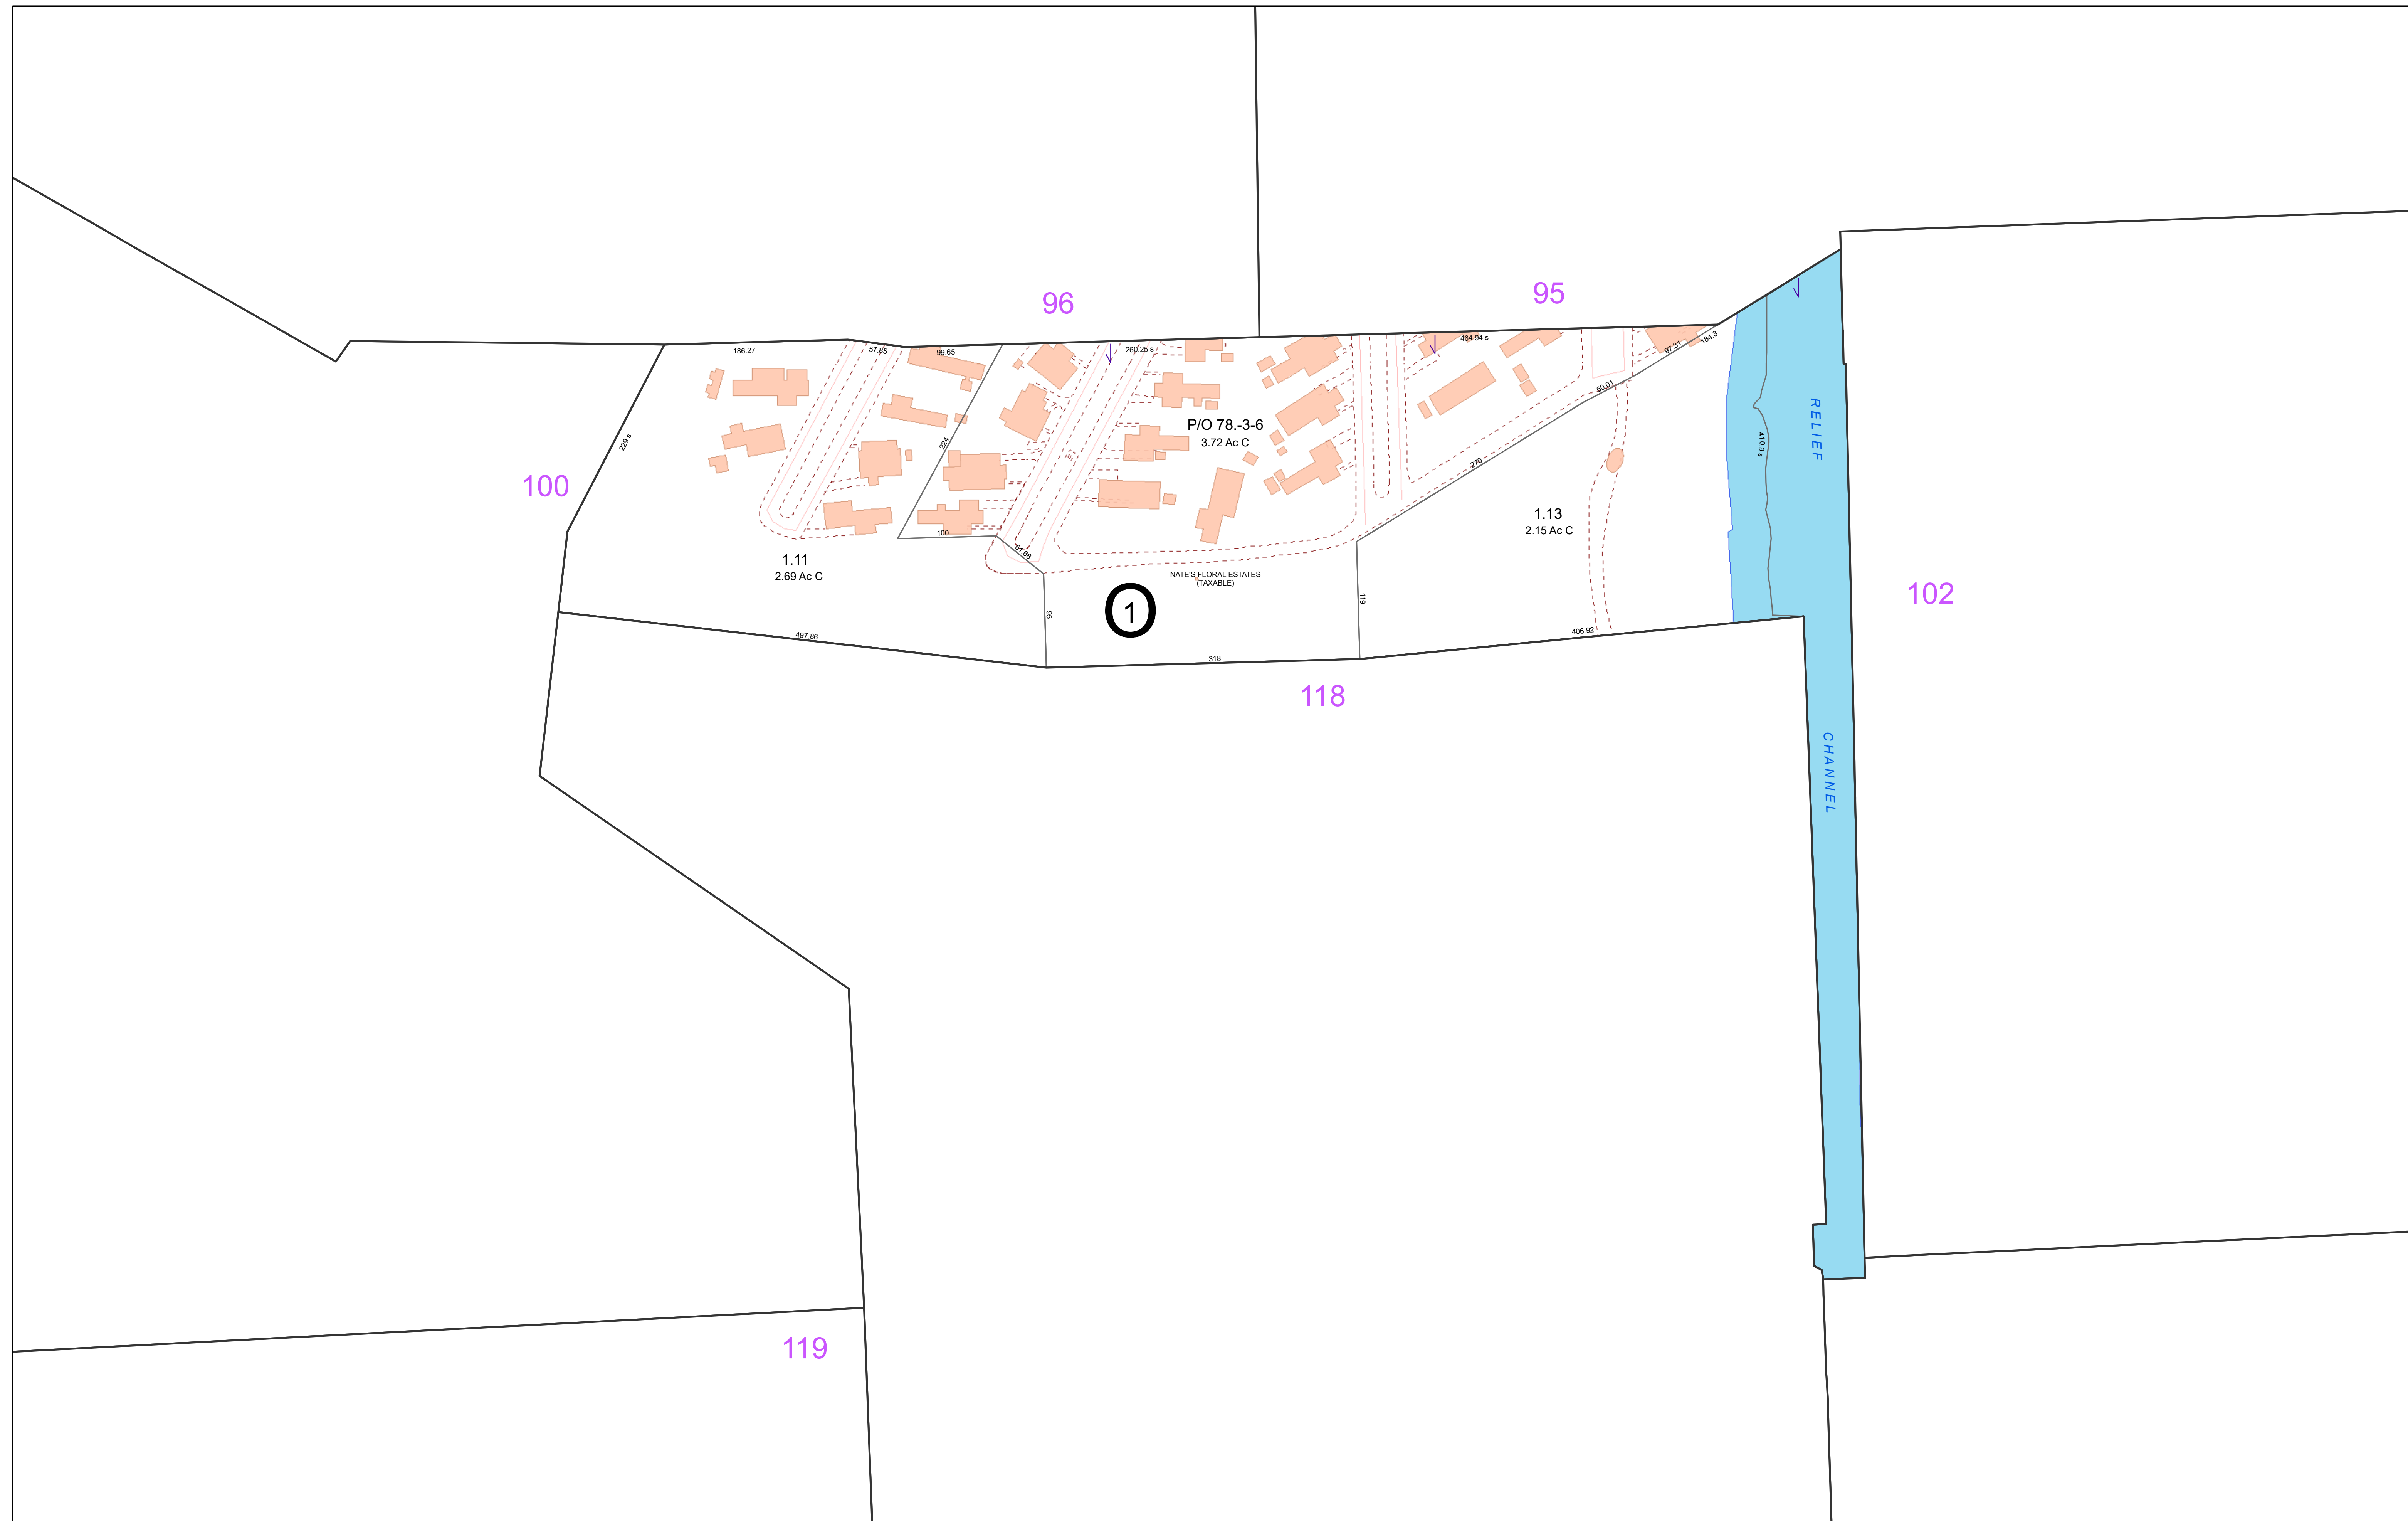 96
95
186.27
57.85
99.65
260.25 s
464.94 s
97.31
184.3
60.01
229 s
224
P/O 78.-3-6
3.72 Ac C
RELIEF
410.9 s
270
100
1.13
2.15 Ac C
100
61.68
1.11
2.69 Ac C
NATE'S FLORAL ESTATES
(TAXABLE)
1
95
119
102
497.86
406.92
318
118
CHANNEL
119